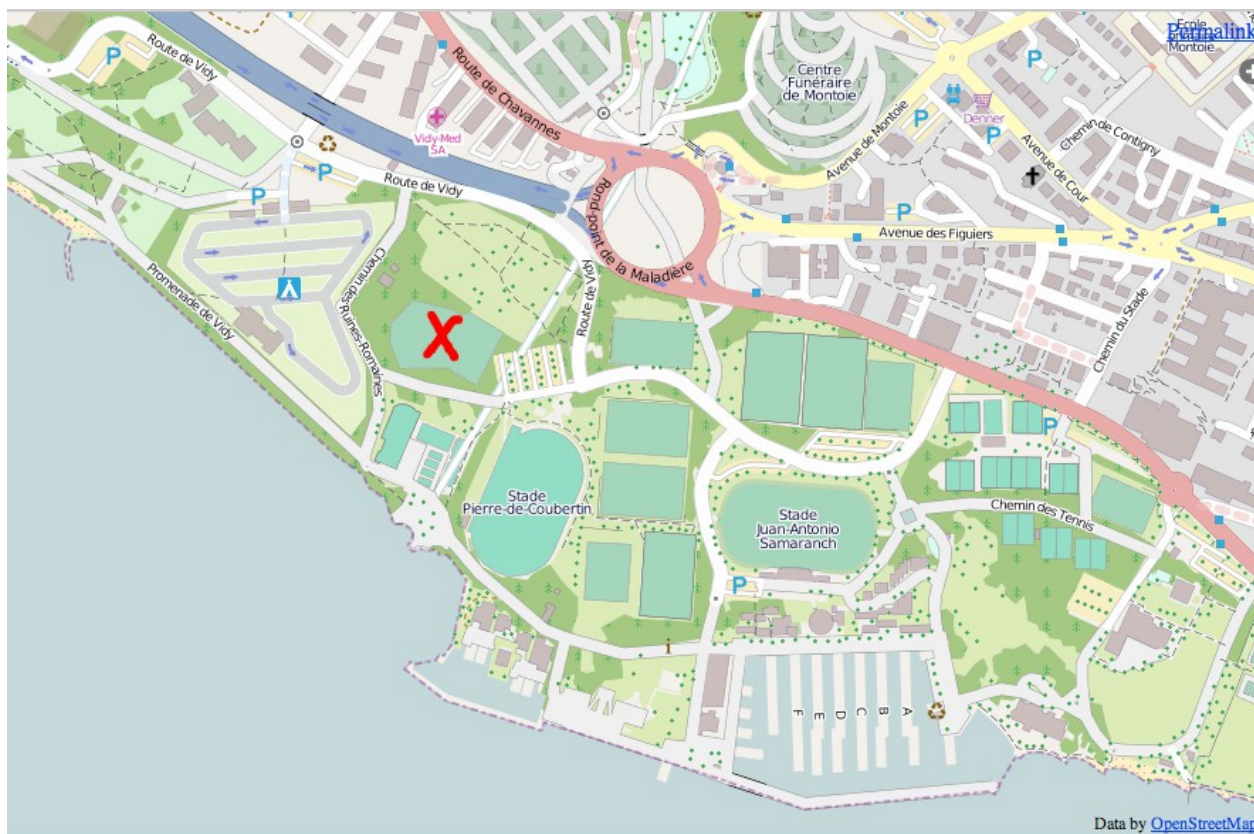 Permalink
Montoie
Route de Vidy
Route de Chavannes
Centre
Funéraire
de Montoie
Denner
Chemin de Contigny
Vidy-Med
SA
Avenue de Montoie
Avenue de Cour
Route de Vidy
Rond-point de la Maladière
Avenue des Figuiers
Chemin des Ruines-Romaines
Promenade de Vidy
Route de Vidy
Chemin du Stade
Stade
Pierre-de-Coubertin
Stade
Juan-Antonio
Samaranch
Chemin des Tennis
F E D C B A
Data by OpenStreetMap
P
P
P
P
P
P
P
P
P
X
i